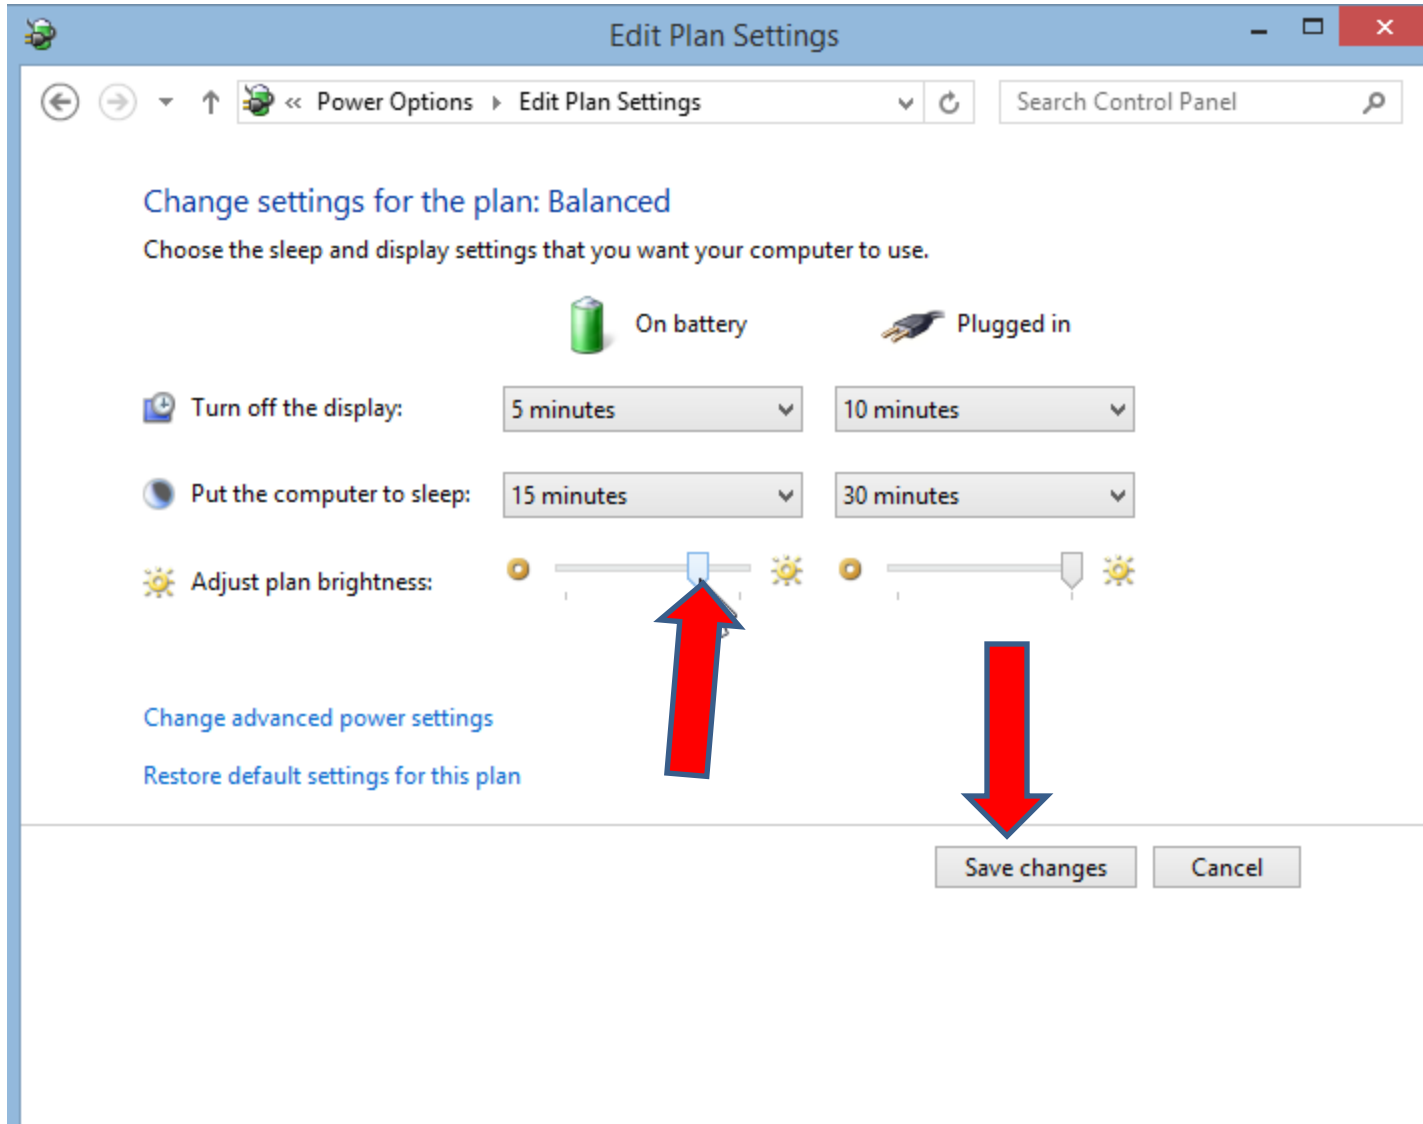 Edit Plan Settings
« Power Options Edit Plan Settings
Search Control Panel
Change settings for the plan: Balanced
Choose the sleep and display settings that you want your computer to use.
On battery
Plugged in
Turn off the display: 5 minutes 10 minutes
Put the computer to sleep: 15 minutes 30 minutes
Adjust plan brightness:
Change advanced power settings
Restore default settings for this plan
Save changes Cancel